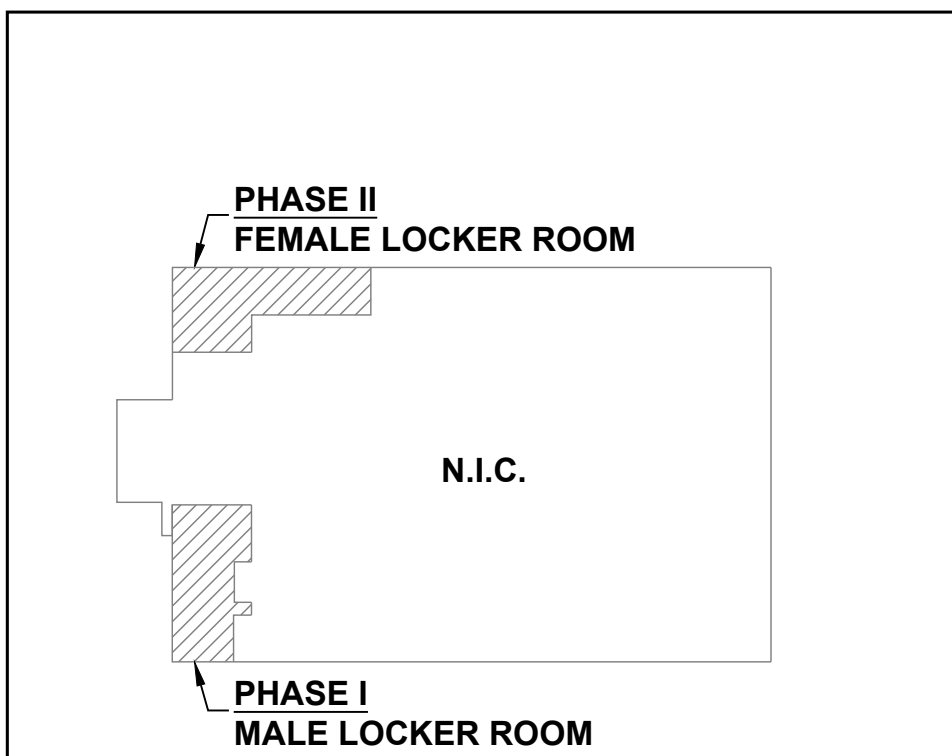 PHASE II
FEMALE LOCKER ROOM
N.I.C.
PHASE I
MALE LOCKER ROOM